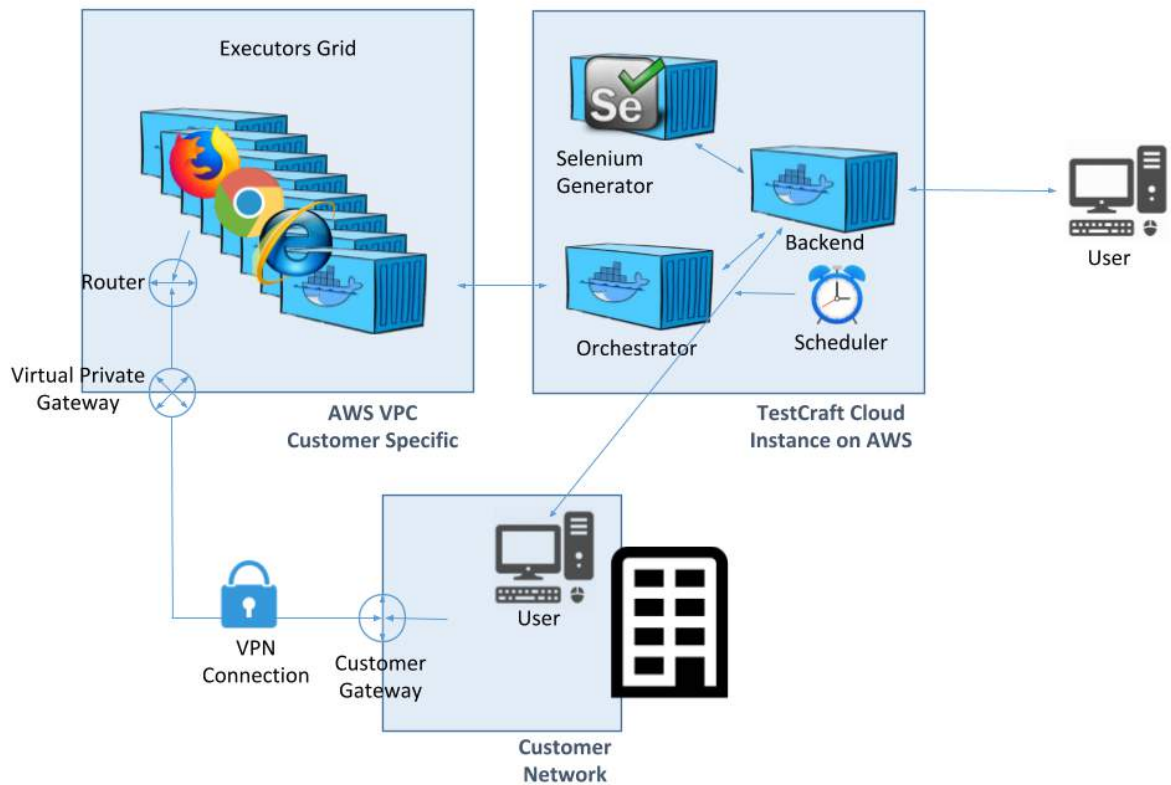 Executors Grid
Se
Selenium
Generator
Backend
User
Router
Orchestrator
Scheduler
Virtual Private
Gateway
AWS VPC
Customer Specific
TestCraft Cloud
Instance on AWS
User
VPN
Connection
Customer
Gateway
Customer
Network